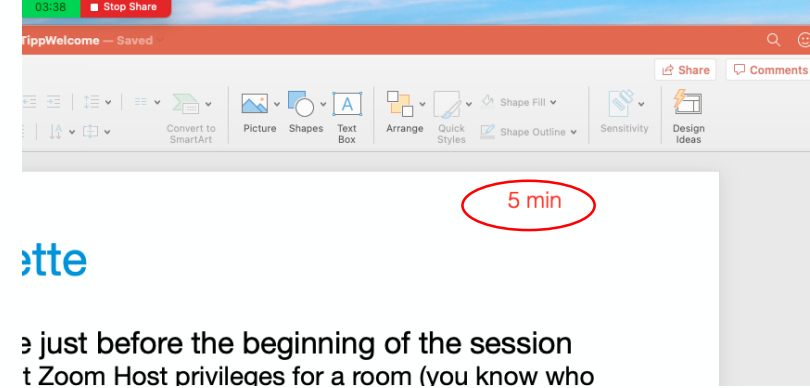 03:38 Stop Share
TippWelcome — Saved
Share Comments
Picture Shapes Text Box Arrange Quick Styles Shape Fill Sensitivity Design Ideas
Convert to SmartArt Shape Outline
5 min
ette
e just before the beginning of the session
t Zoom Host privileges for a room (you know who